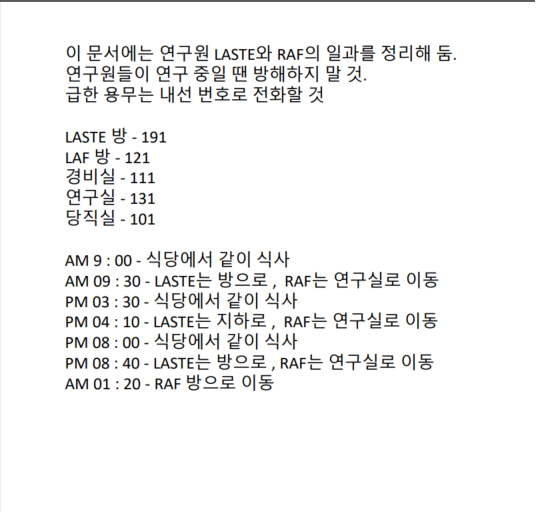 이 문서에는 연구원 LASTE와 RAF의 일과를 정리해 둠.
연구원들이 연구 중일 땐 방해하지 말 것.
급한 용무는 내선 번호로 전화할 것
LASTE 방 - 191
LAF 방 - 121
경비실 - 111
연구실 - 131
당직실 - 101
AM 9 : 00 - 식당에서 같이 식사
AM 09 : 30 - LASTE는 방으로 , RAF는 연구실로 이동
PM 03 : 30 - 식당에서 같이 식사
PM 04 : 10 - LASTE는 지하로 , RAF는 연구실로 이동
PM 08 : 00 - 식당에서 같이 식사
PM 08 : 40 - LASTE는 방으로 , RAF는 연구실로 이동
AM 01 : 20 - RAF 방으로 이동